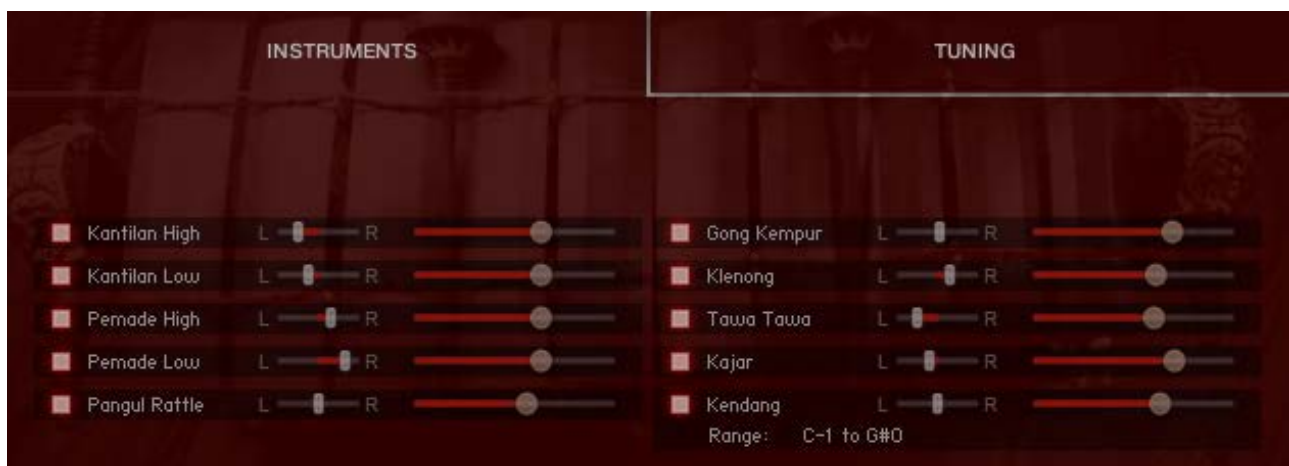 INSTRUMENTS
TUNING
Kantilan High L R
Kantilan Low L R
Pemade High L R
Pemade Low L R
Pangul Rattle L R
Gong Kempur L R
Klenong L R
Tawa Tawa L R
Kajar L R
Kendang L R
Range: C-1 to G#0